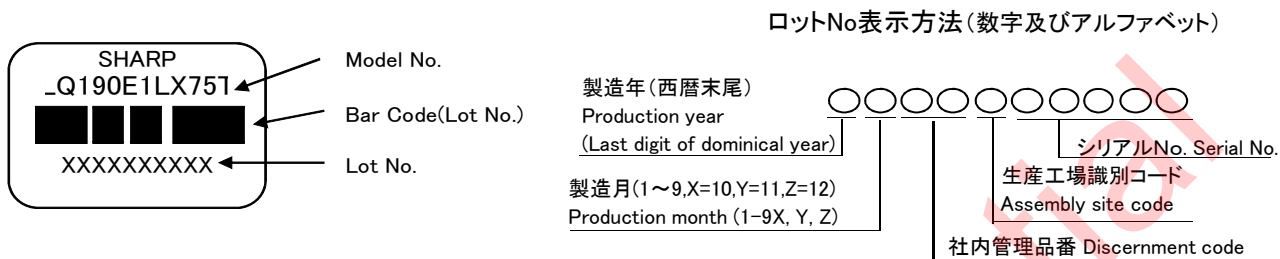 ロットNo表示方法(数字及びアルファベット)
SHARP
_Q190E1LX75T
XXXXXXXXXX
Model No.
Bar Code(Lot No.)
Lot No.
製造年(西暦末尾)
Production year
(Last digit of dominical year)
製造月(1～9,X=10,Y=11,Z=12)
Production month (1-9X, Y, Z)
シリアルNo. Serial No.
生産工場識別コード
Assembly site code
社内管理品番 Discernment code